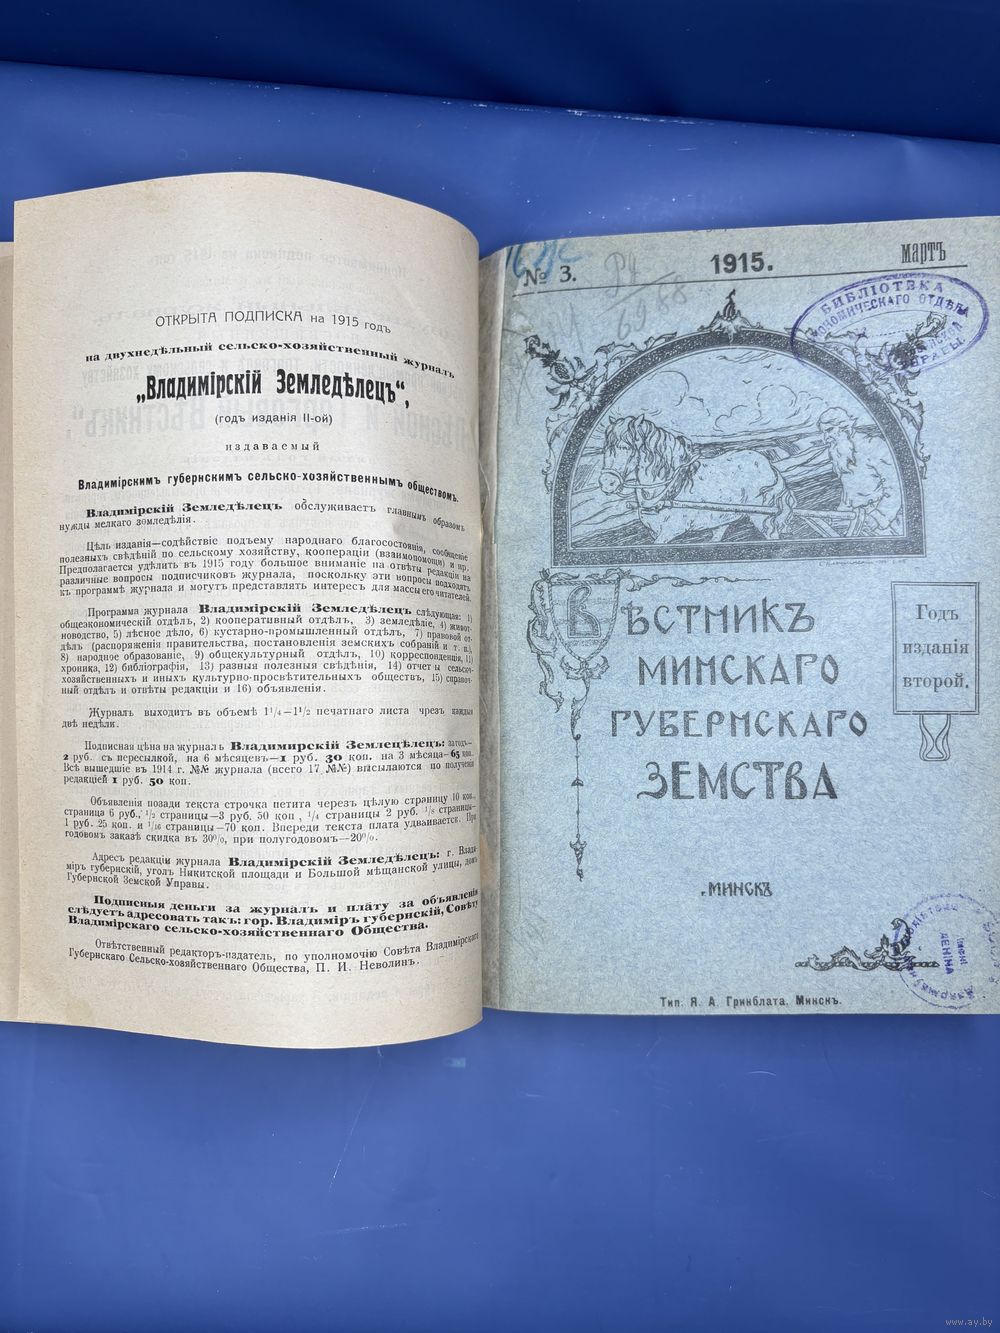 ОТКРЫТА ПОДПИСКА на 1915 годъ
на двухнедѣльный сельско-хозяйственный журналъ
„Владимірскій Земледѣлецъ“,
(годъ изданія II-ой)
издаваемый
Владимірскимъ губернскимъ сельско-хозяйственнымъ обществомъ.
Владимірскій Земледѣлецъ обслуживаетъ главнымъ образомъ
нужды мелкаго земледѣлія.
Цѣль изданія—содѣйствіе подъему народнаго благосостоянія, сообщеніе
полезныхъ свѣдѣній по сельскому хозяйству, кооперацiи (взаимопомощи) и пр.
Предполагается удѣлить въ 1915 году большое вниманіе на отвѣты редакціи на
различные вопросы подписчиковъ журнала, поскольку эти вопросы подходятъ
къ программѣ журнала и могутъ представлять интересъ для массы его читателей.
Программа журнала Владимірскій Земледѣлецъ слѣдующая: 1)
общеэкономическій отдѣлъ, 2) кооперативный отдѣлъ, 3) земледѣліе, 4) живот-
новодство, 5) лѣсное дѣло, 6) кустарно-промышленный отдѣлъ, 7) правовой от-
дѣлъ (распоряженія правительства, постановленія земскихъ собраній и т. п.),
8) народное образованіе, 9) общекультурный отдѣлъ, 10) корреспонденція, 11)
хроника, 12) библіографія, 13) разныя полезныя свѣдѣнія, 14) отчеты сельско-
хозяйственныхъ и иныхъ культурно-просвѣтительныхъ обществъ, 15) справоч-
ный отдѣлъ и отвѣты редакціи и 16) объявленія.
Журналъ выходитъ въ объемѣ 1¹/₄—1¹/₂ печатнаго листа чрезъ каждыя
двѣ недѣли.
Подписная цѣна на журналъ Владимирскій Землецѣлецъ: загодъ—
2 руб. съ пересылкой, на 6 мѣсяцевъ—1 руб. 30 коп. на 3 мѣсяца—65 коп.
Всѣ вышедшіе въ 1914 г. №№ журнала (всего 17 №№) высылаются по полученіи
редакціей 1 руб. 50 коп.
Объявленія позади текста строчка петита черезъ цѣлую страницу 10 коп.,
страница 6 руб., ¹/₂ страницы—3 руб. 50 коп , ¹/₄ страницы 2 руб. ¹/₈ страницы—
1 руб. 25 коп. и ¹/₁₆ страницы—70 коп. Впереди текста плата удваивается. При
годовомъ заказѣ скидка въ 30%, при полугодовомъ—20%.
Адресъ редакціи журнала Владимірскій Земледѣлецъ: г. Влади-
міръ губернскій, уголъ Никитской площади и Большой мѣщанской улицы, домъ
Губернской Земской Управы.
Подписныя деньги за журналъ и плату за объявленія
слѣдуетъ адресовать такъ: гор. Владиміръ губернскій, Совѣту
Владимірскаго сельско-хозяйственнаго Общества.
Отвѣтственный редакторъ-издатель, по уполномочію Совѣта Владимірскаго
Губернскаго Сельско-хозяйственнаго Общества, П. И. Неволинъ.
№ 3.
1915.
МАРТЪ
Р4
6988
БИБЛІОТЕКА
ЭКОНОМИЧЕСКАГО ОТДѢЛА
МИНСКОЙ
УПРАВЫ
ВѢСТНИКЪ
МИНСКАГО
ГУБЕРНСКАГО
ЗЕМСТВА
Годъ
изданія
второй.
МИНСКЪ
Тип. Я. А. Гринблата. Минскъ.
www.ay.by